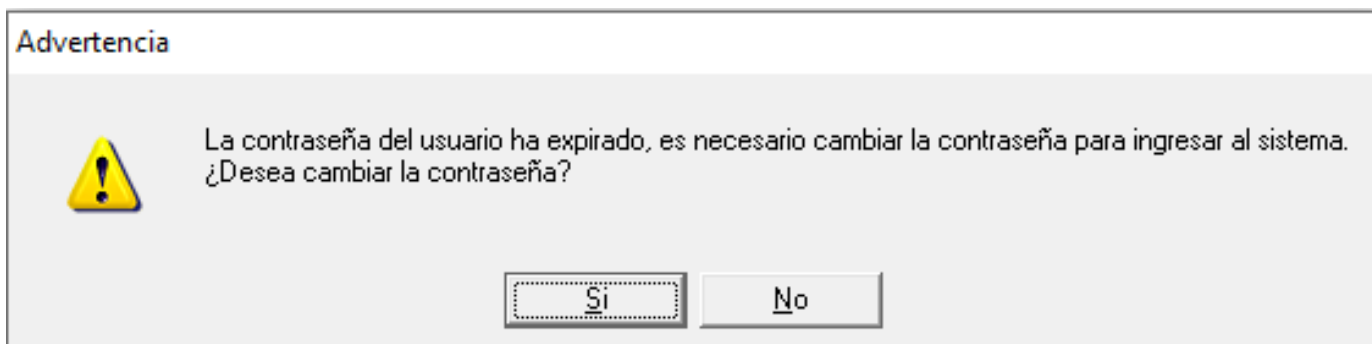 Advertencia
La contraseña del usuario ha expirado, es necesario cambiar la contraseña para ingresar al sistema.
¿Desea cambiar la contraseña?
Si
No